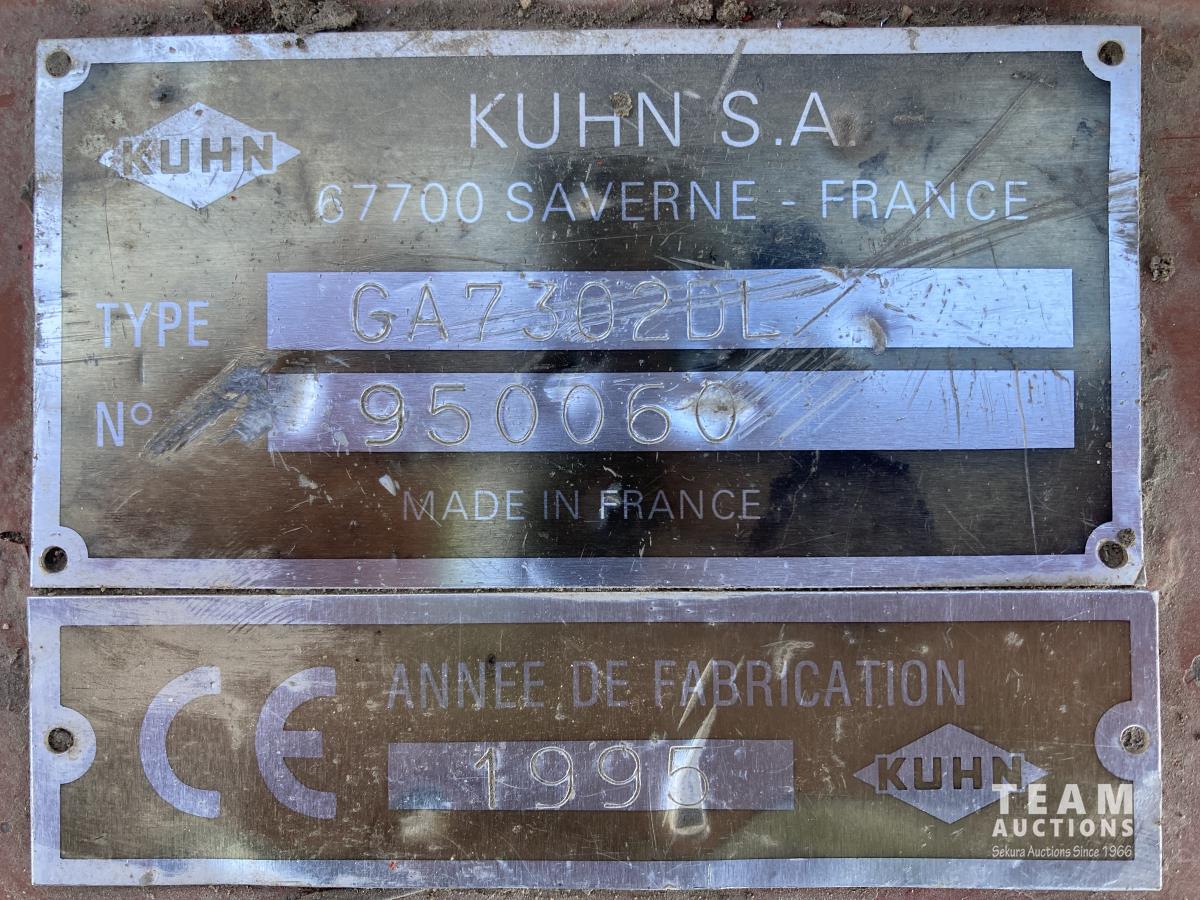 KUHN
KUHN S.A
67700 SAVERNE - FRANCE
TYPE GA7302DL
N° 950060
MADE IN FRANCE
CE
ANNEE DE FABRICATION
1995
KUHN
TEAM
AUCTIONS
Sekura Auctions Since 1966